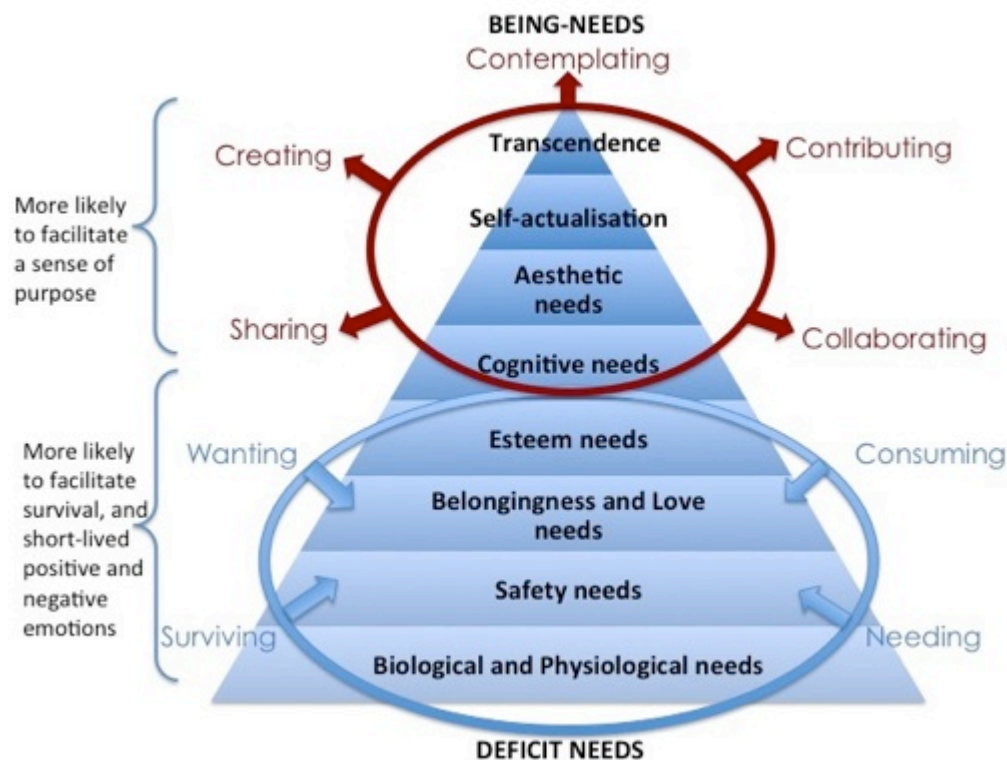 BEING-NEEDS
Contemplating
Transcendence
Creating
Contributing
More likely
to facilitate
a sense of
purpose
Self-actualisation
Aesthetic
needs
Sharing
Collaborating
Cognitive needs
Esteem needs
Wanting
Consuming
More likely
to facilitate
survival, and
short-lived
positive and
negative
emotions
Belongingness and Love
needs
Safety needs
Surviving
Needing
Biological and Physiological needs
DEFICIT NEEDS